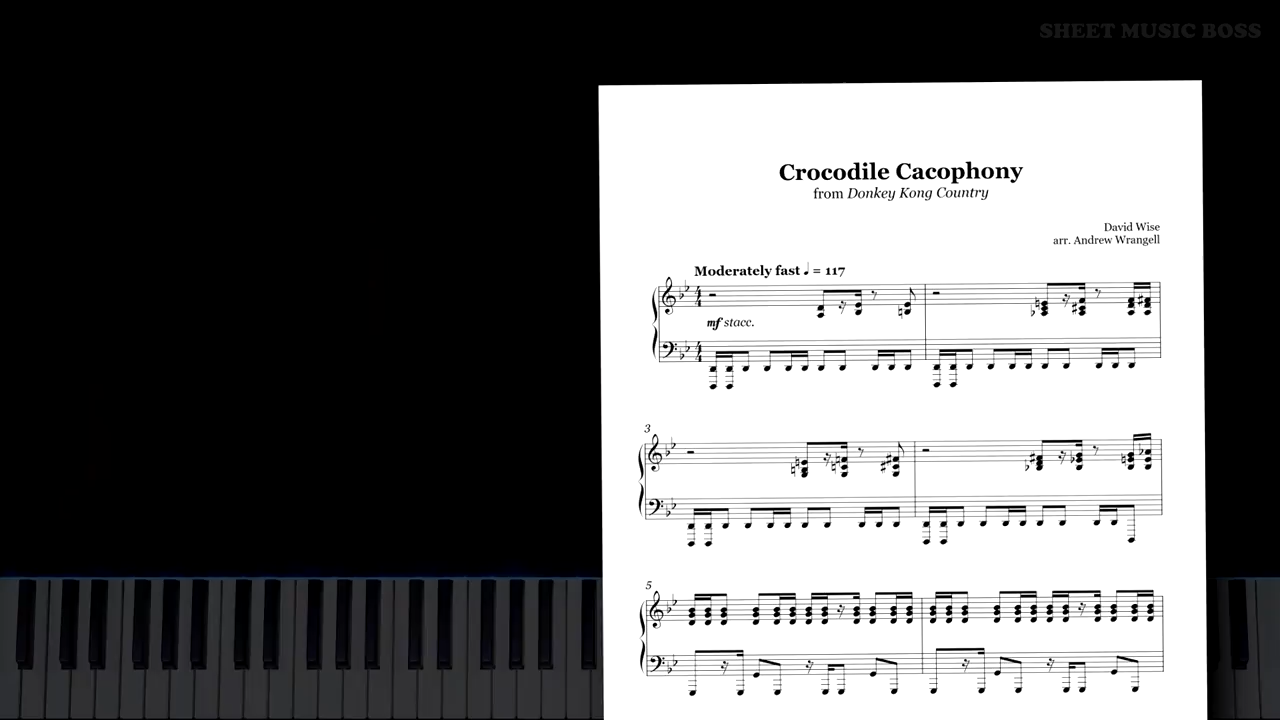 SHEET MUSIC BOSS
Crocodile Cacophony
from Donkey Kong Country
David Wise
arr. Andrew Wrangell
Moderately fast ♩ = 117
mf stacc.
3
5